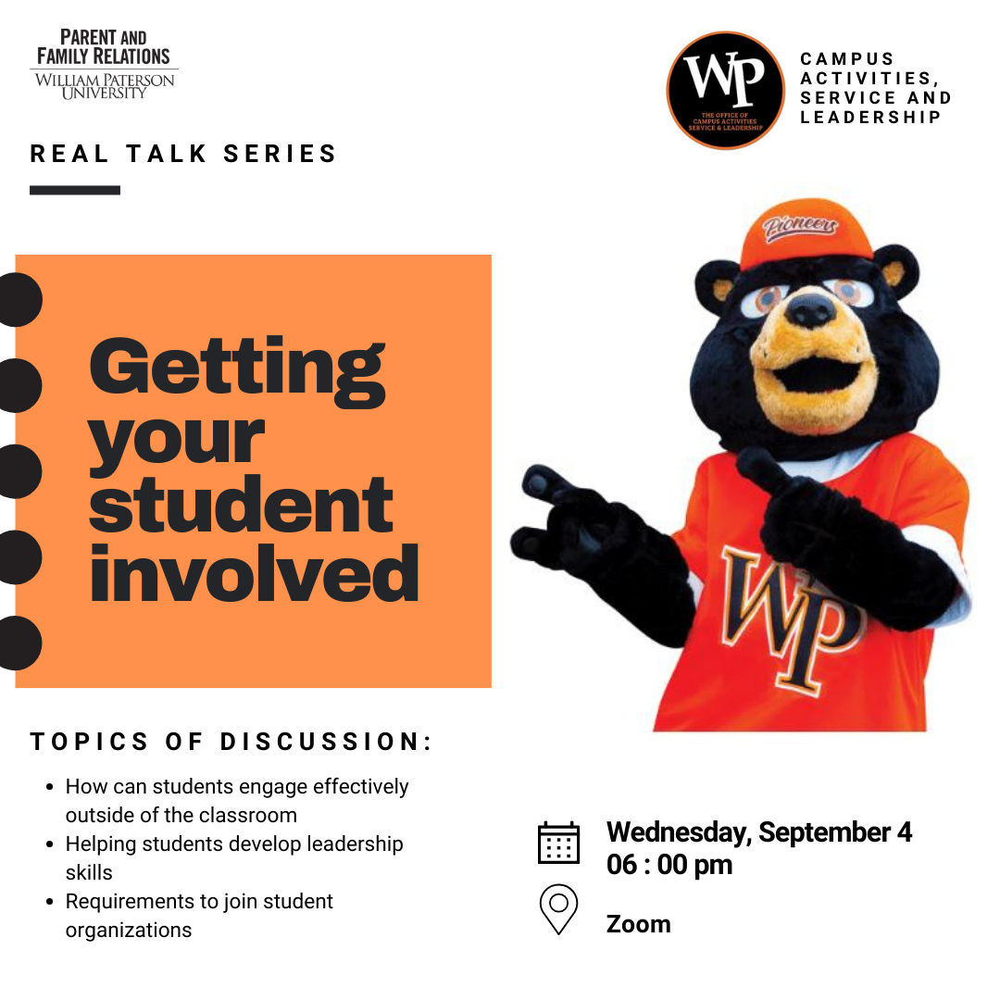 PARENT AND
FAMILY RELATIONS
WILLIAM PATERSON
UNIVERSITY
WP
THE OFFICE OF
CAMPUS ACTIVITIES
SERVICE & LEADERSHIP
CAMPUS
ACTIVITIES,
SERVICE AND
LEADERSHIP
REAL TALK SERIES
Pioneers
Getting
your
student
involved
WP
TOPICS OF DISCUSSION:
• How can students engage effectively
outside of the classroom
• Helping students develop leadership
skills
• Requirements to join student
organizations
Wednesday, September 4
06 : 00 pm
Zoom